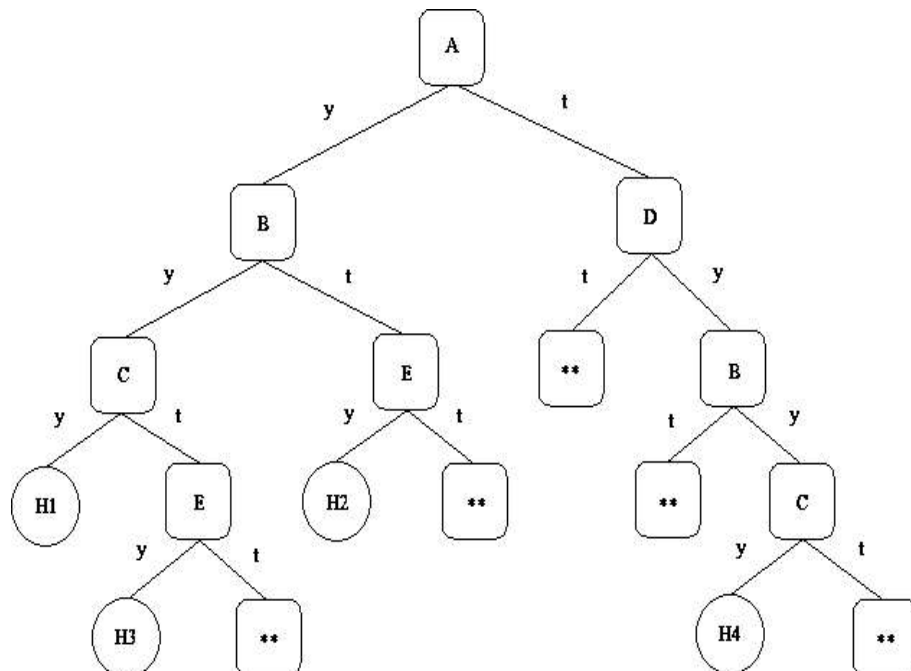 A
y t
B D
y t t y
C E ** B
y t y t t y
H1 E H2 ** ** C
y t y t
H3 ** H4 **